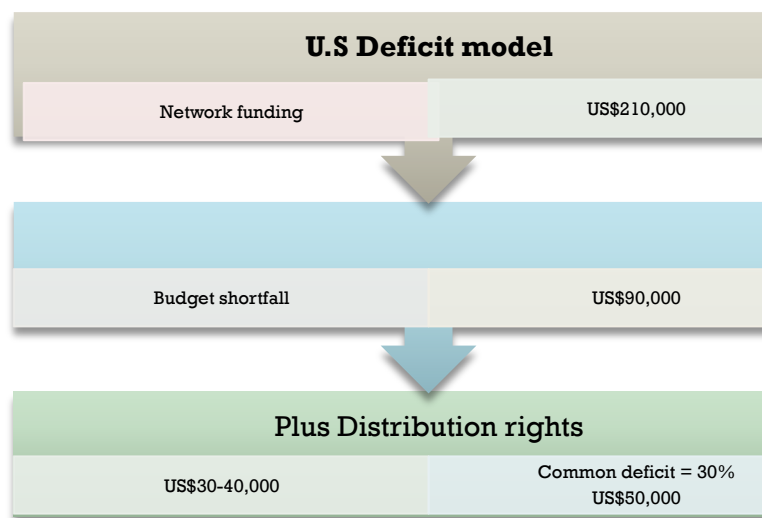 U.S Deficit model
Network funding
US$210,000
Budget shortfall
US$90,000
Plus Distribution rights
US$30-40,000
Common deficit = 30%
US$50,000